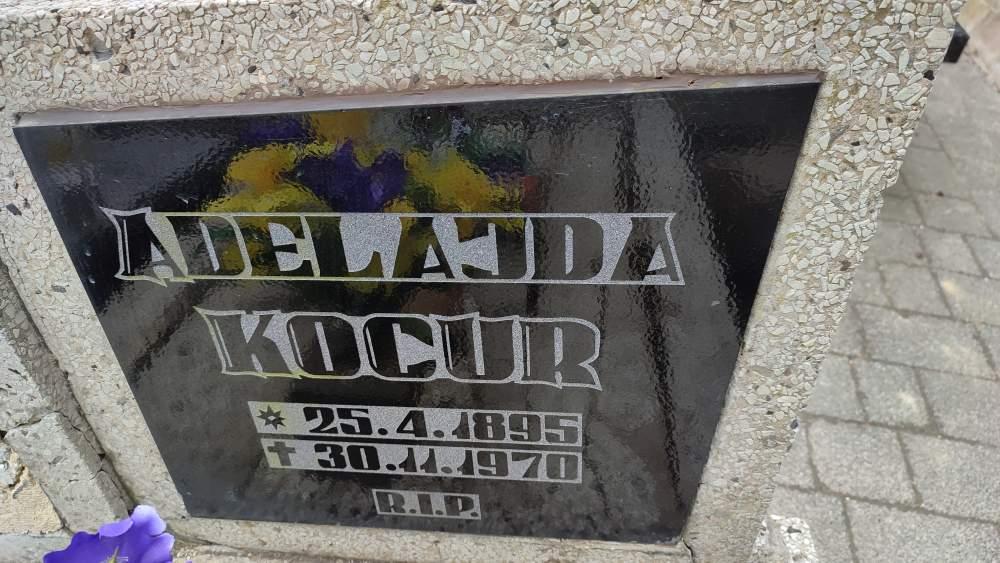 ADELAJDA
KOCUR
* 25.4.1895
† 30.11.1970
R.I.P.